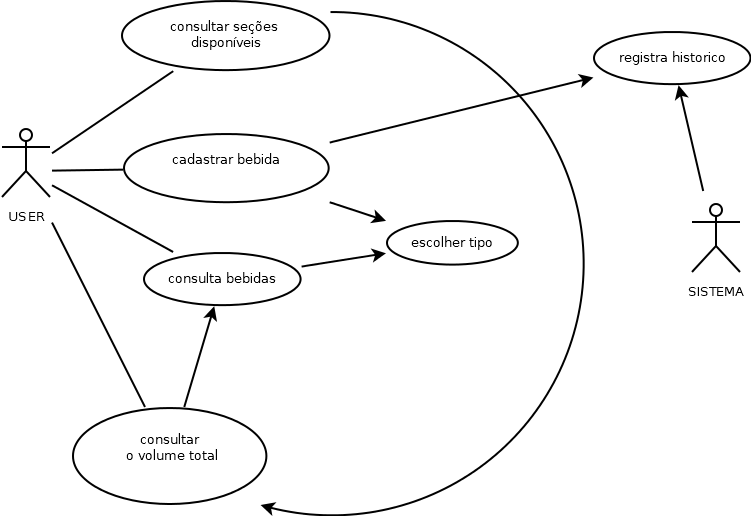 consultar seções
disponíveis
registra historico
cadastrar bebida
USER
escolher tipo
consulta bebidas
SISTEMA
consultar
o volume total